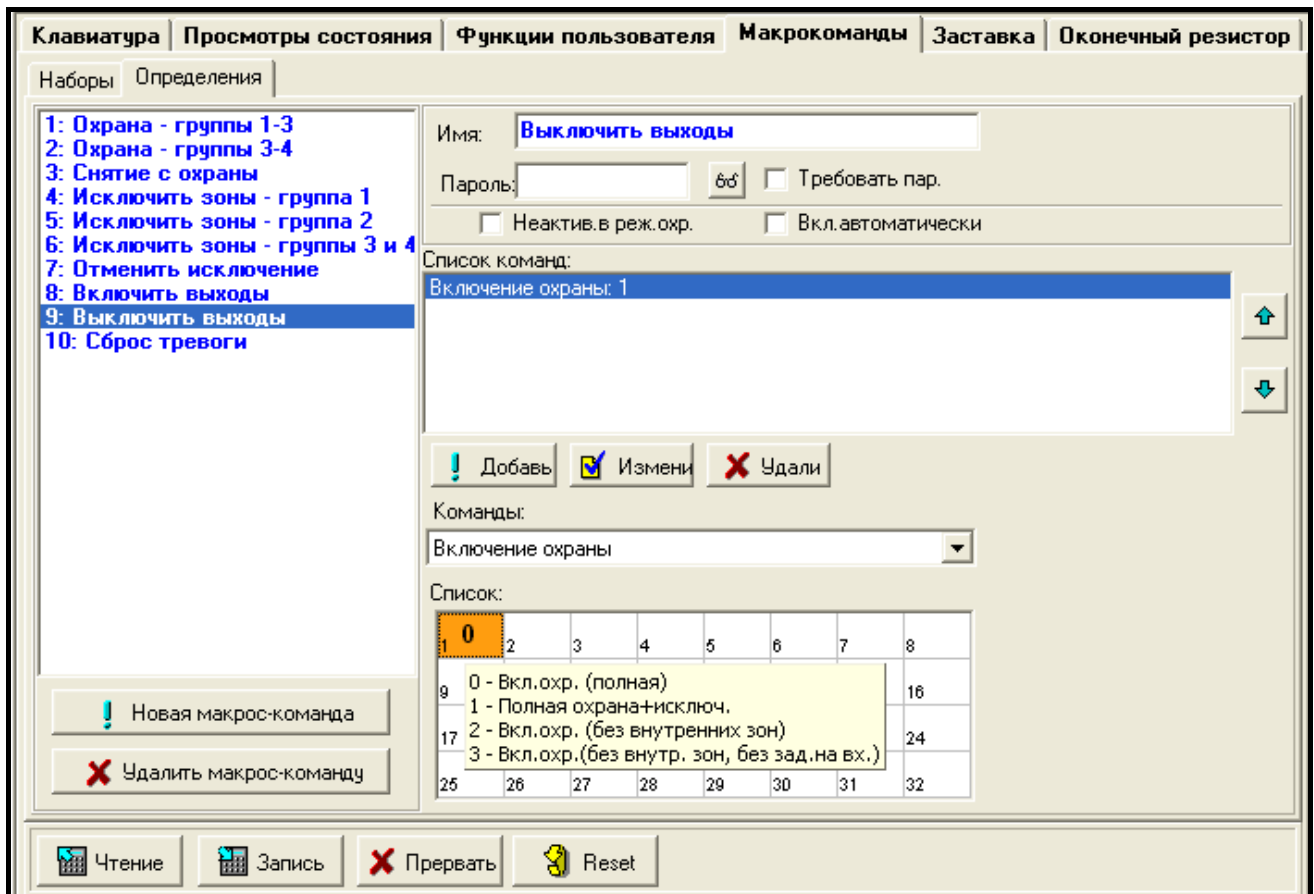 Клавиатура Просмотры состояния Функции пользователя Макрокоманды Заставка Оконечный резистор
Наборы Определения
1: Охрана - группы 1-3
2: Охрана - группы 3-4
3: Снятие с охраны
4: Исключить зоны - группа 1
5: Исключить зоны - группа 2
6: Исключить зоны - группы 3 и 4
7: Отменить исключение
8: Включить выходы
9: Выключить выходы
10: Сброс тревоги
Новая макрос-команда
Удалить макрос-команду
Имя: Выключить выходы
Пароль: Требовать пар.
Неактив.в реж.охр. Вкл.автоматически
Список команд:
Включение охраны: 1
Добавь Измени Удали
Команды:
Включение охраны
Список:
1 0 2 3 4 5 6 7 8
9 16
17 24
25 26 27 28 29 30 31 32
0 - Вкл.охр. (полная)
1 - Полная охрана+исключ.
2 - Вкл.охр. (без внутренних зон)
3 - Вкл.охр.(без внутр. зон, без зад.на вх.)
Чтение Запись Прервать Reset